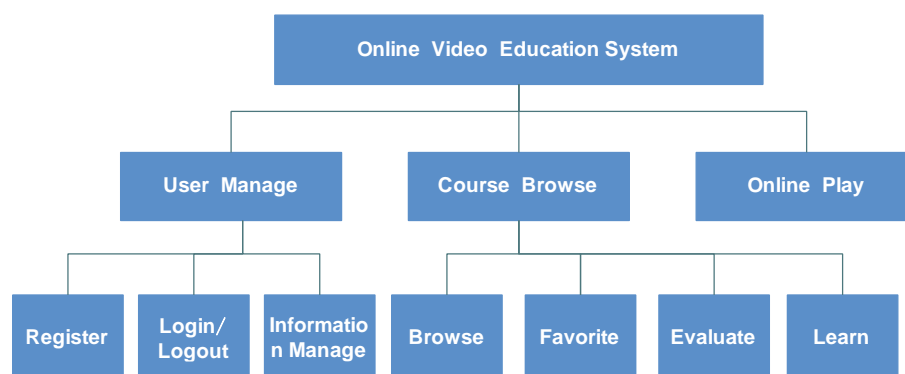 Online Video Education System
User Manage
Course Browse
Online Play
Register
Login/
Logout
Informatio
n Manage
Browse
Favorite
Evaluate
Learn